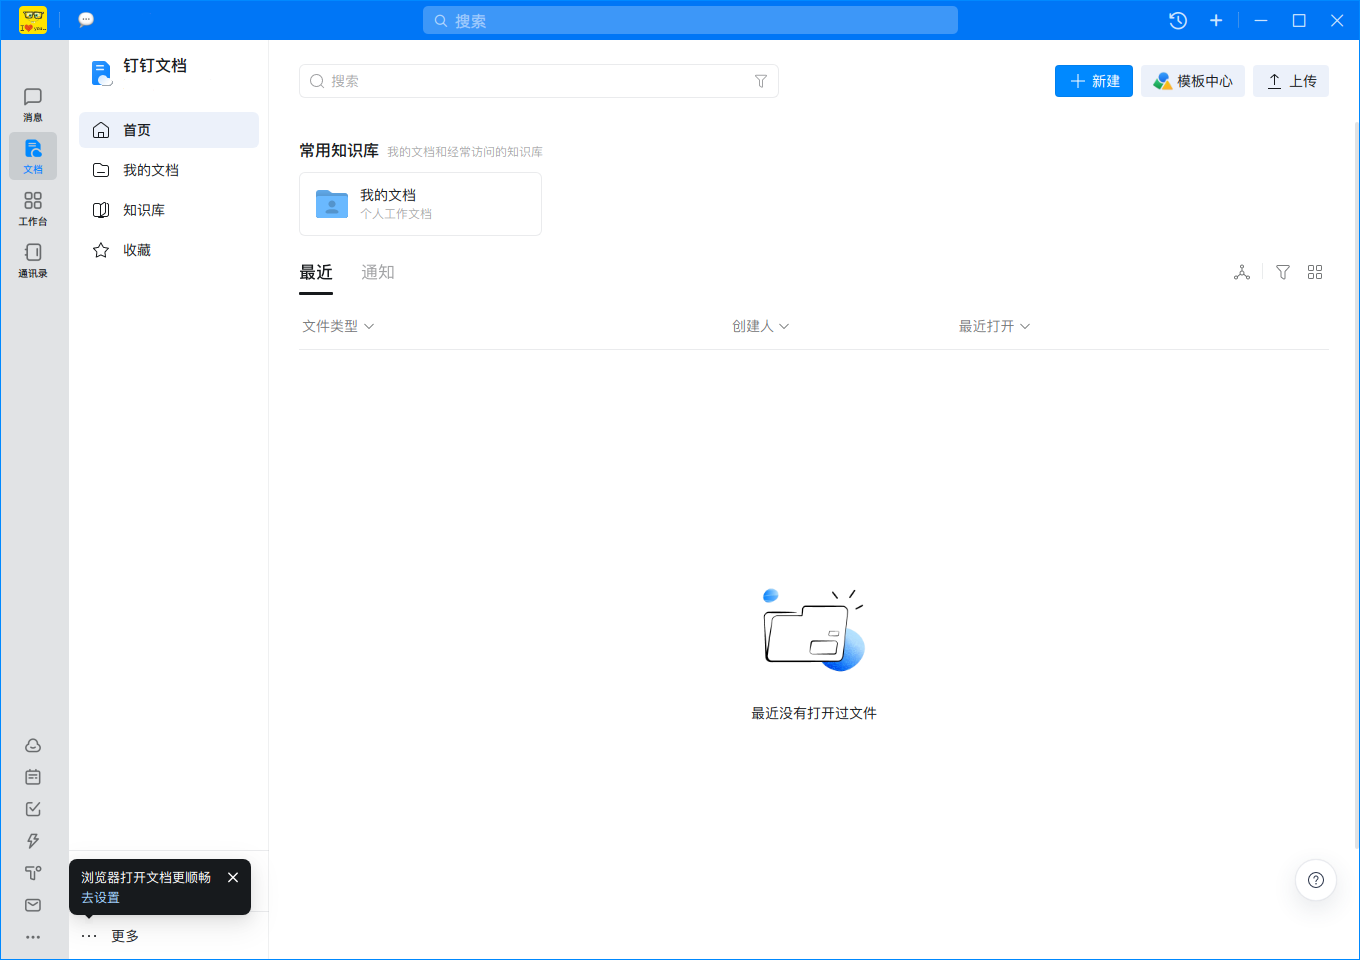 搜索
消息
文档
工作台
通讯录
钉钉文档
首页
我的文档
知识库
收藏
浏览器打开文档更顺畅
去设置
更多
搜索
新建
模板中心
上传
常用知识库 我的文档和经常访问的知识库
我的文档
个人工作文档
最近 通知
文件类型 创建人 最近打开
最近没有打开过文件